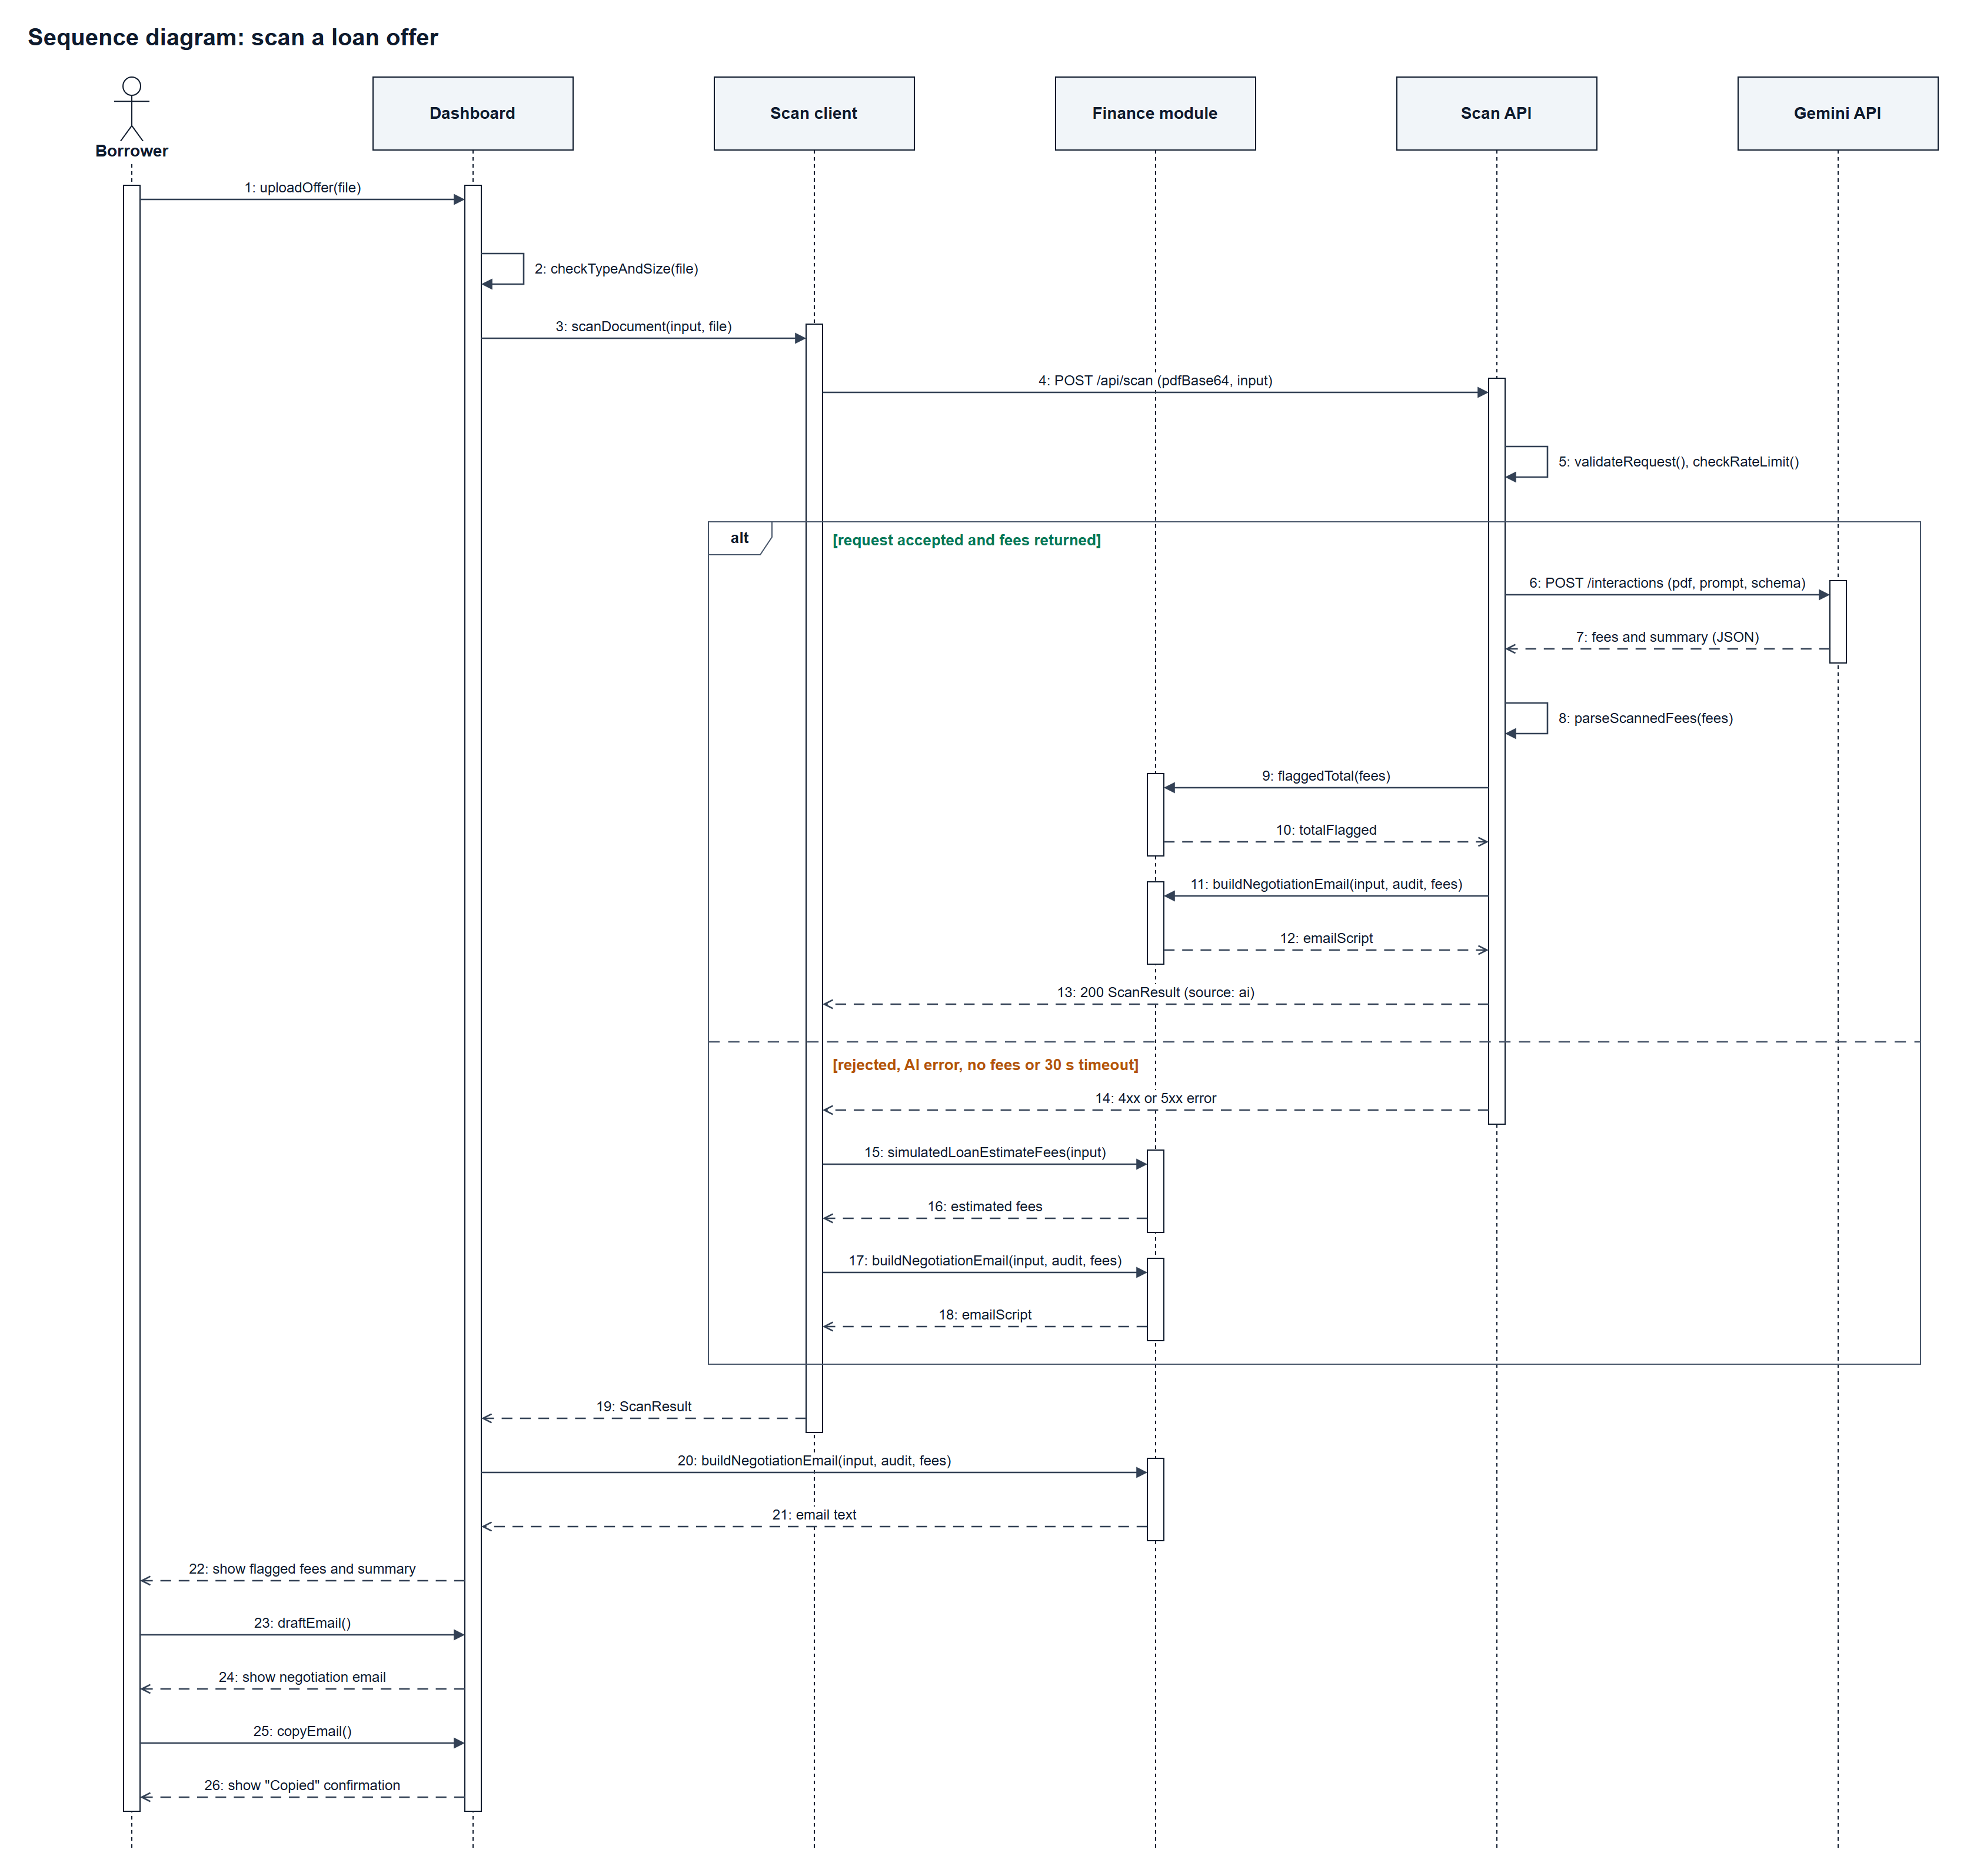 Sequence diagram: scan a loan offer
Borrower
Dashboard
Scan client
Finance module
Scan API
Gemini API
1: uploadOffer(file)
2: checkTypeAndSize(file)
3: scanDocument(input, file)
4: POST /api/scan (pdfBase64, input)
5: validateRequest(), checkRateLimit()
alt
[request accepted and fees returned]
6: POST /interactions (pdf, prompt, schema)
7: fees and summary (JSON)
8: parseScannedFees(fees)
9: flaggedTotal(fees)
10: totalFlagged
11: buildNegotiationEmail(input, audit, fees)
12: emailScript
13: 200 ScanResult (source: ai)
[rejected, AI error, no fees or 30 s timeout]
14: 4xx or 5xx error
15: simulatedLoanEstimateFees(input)
16: estimated fees
17: buildNegotiationEmail(input, audit, fees)
18: emailScript
19: ScanResult
20: buildNegotiationEmail(input, audit, fees)
21: email text
22: show flagged fees and summary
23: draftEmail()
24: show negotiation email
25: copyEmail()
26: show "Copied" confirmation